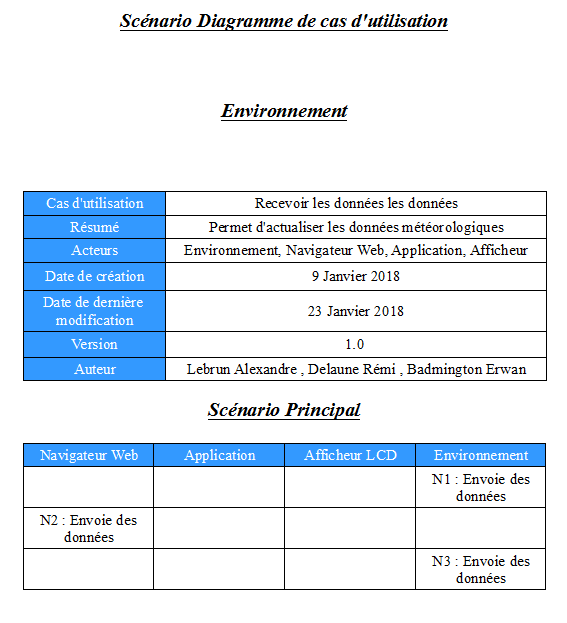 Scénario Diagramme de cas d'utilisation
Environnement
Cas d'utilisation Recevoir les données les données
Résumé Permet d'actualiser les données météorologiques
Acteurs Environnement, Navigateur Web, Application, Afficheur
Date de création 9 Janvier 2018
Date de dernière
modification 23 Janvier 2018
Version 1.0
Auteur Lebrun Alexandre , Delaune Rémi , Badmington Erwan
Scénario Principal
Navigateur Web Application Afficheur LCD Environnement
N1 : Envoie des
données
N2 : Envoie des
données
N3 : Envoie des
données